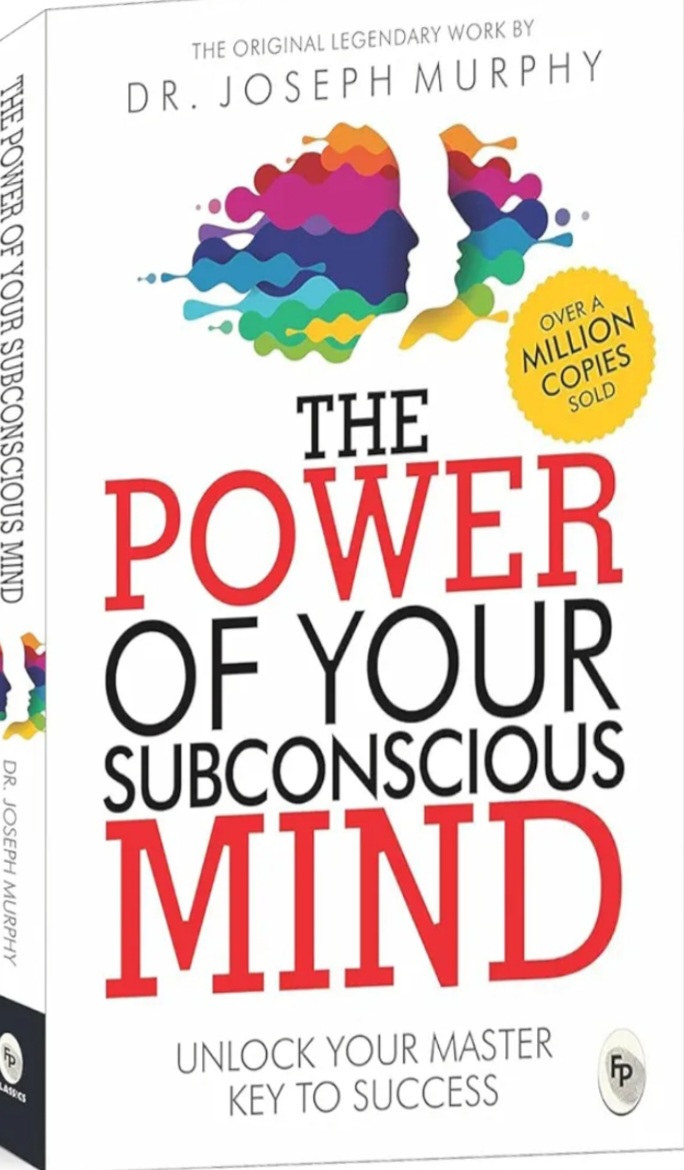 THE ORIGINAL LEGENDARY WORK BY
DR. JOSEPH MURPHY
OVER A
MILLION
COPIES
SOLD
THE
POWER
OF YOUR
SUBCONSCIOUS
MIND
UNLOCK YOUR MASTER
KEY TO SUCCESS
FP
THE POWER OF YOUR SUBCONSCIOUS MIND
DR. JOSEPH MURPHY
FP
CLASSICS